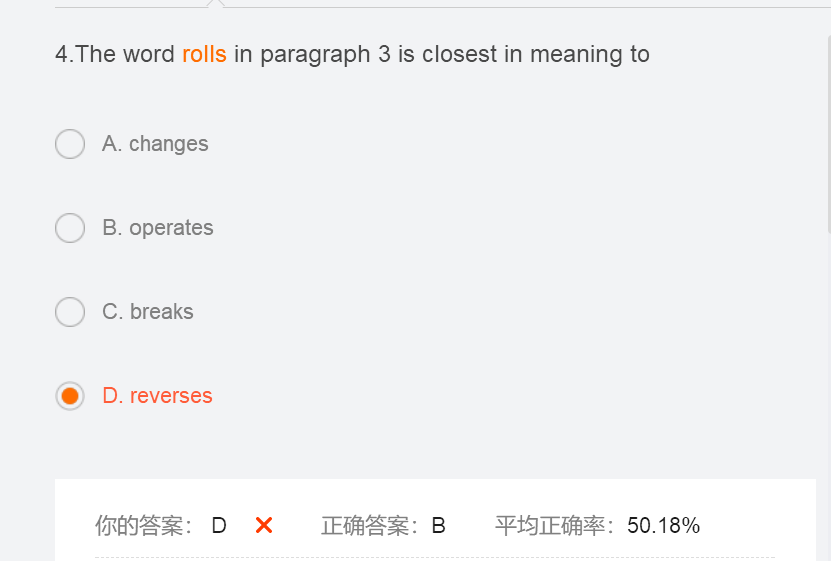 4.The word rolls in paragraph 3 is closest in meaning to
A. changes
B. operates
C. breaks
D. reverses
你的答案： D 正确答案：B 平均正确率：50.18%